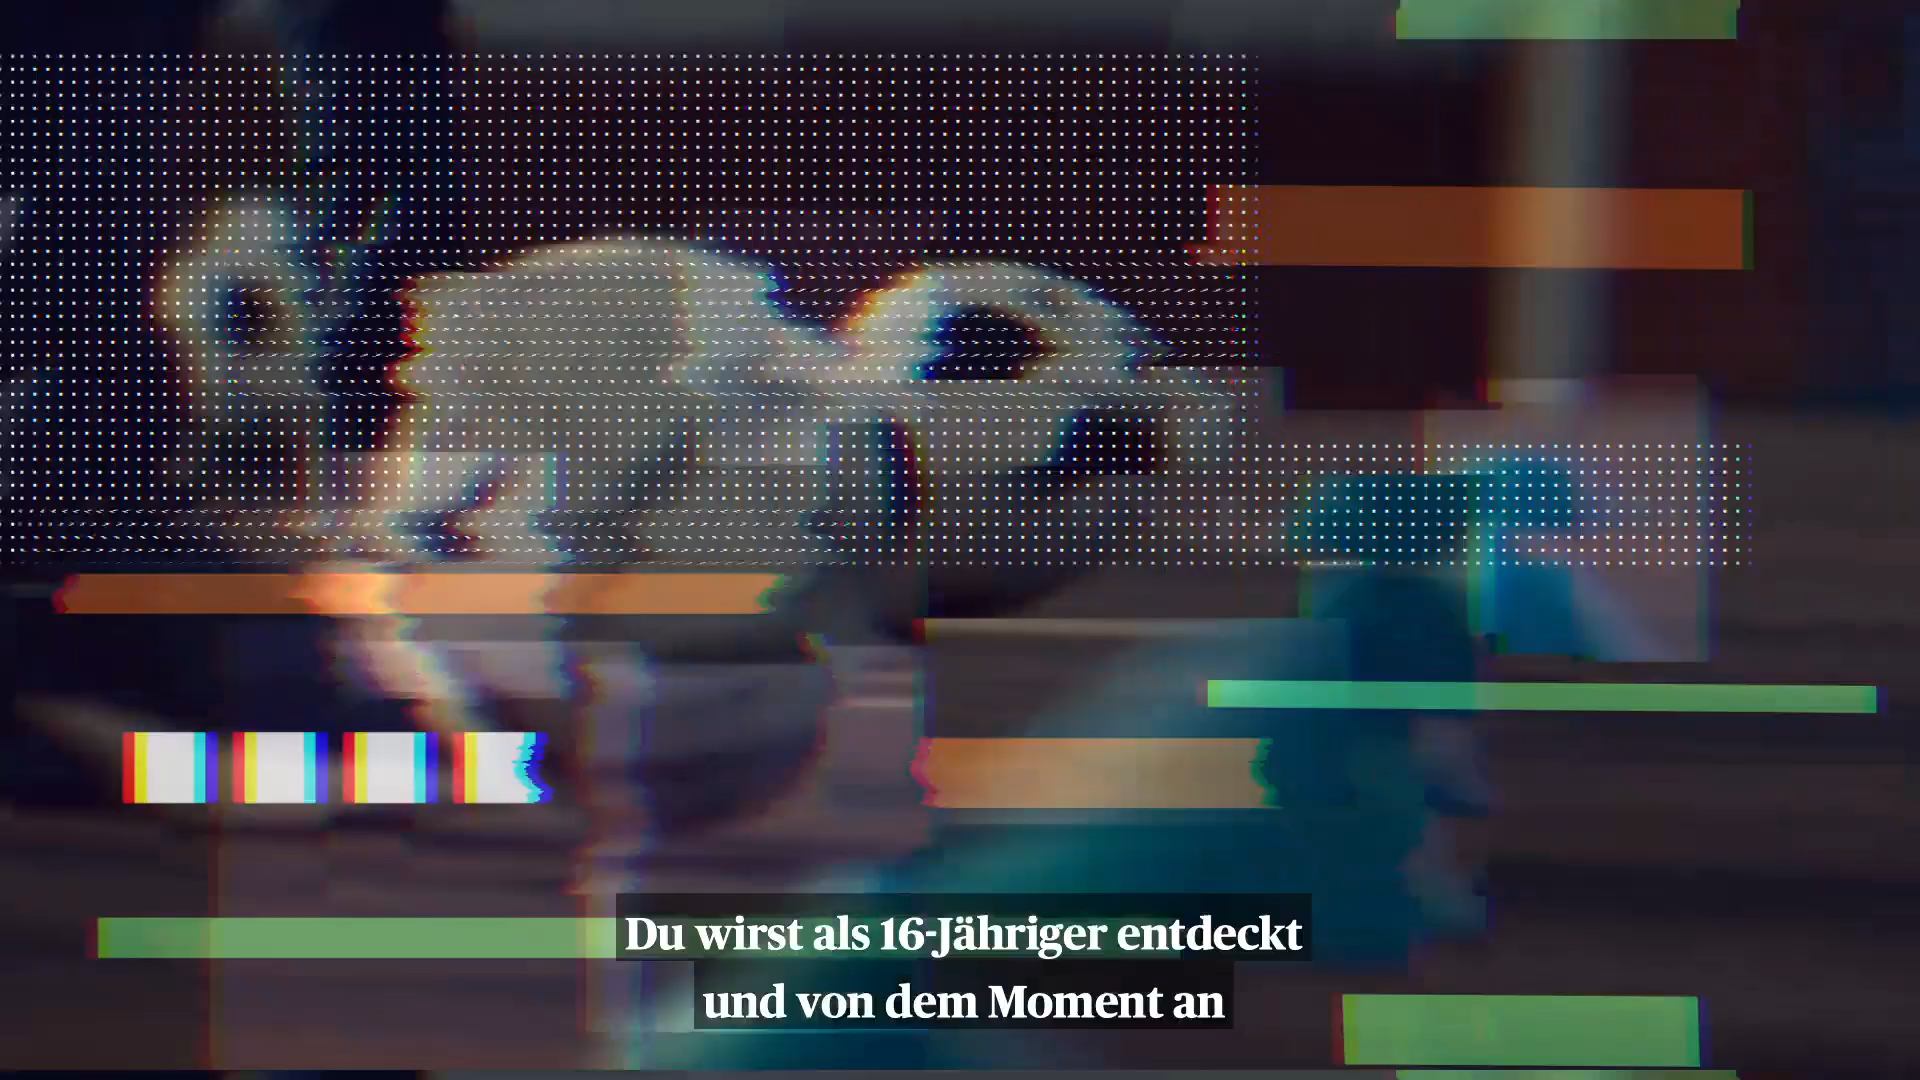 Du wirst als 16-Jähriger entdeckt
und von dem Moment an